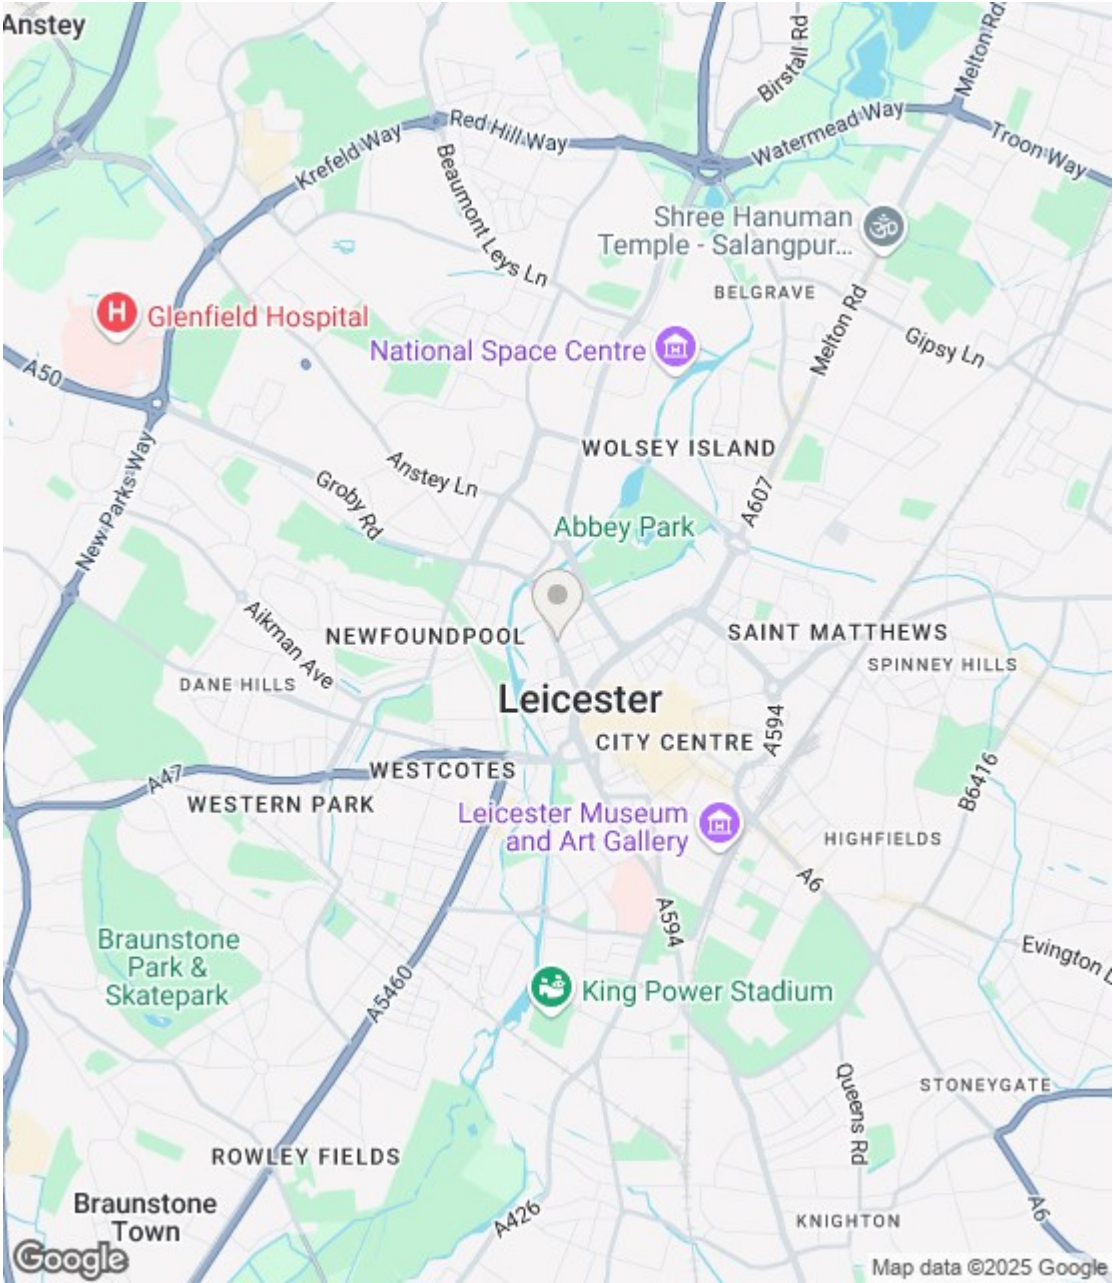 Anstey
Melton Rd
Birstall Rd
Red Hill Way
Krefeld Way
Watermead Way
Troon Way
Beaumont Leys Ln
Shree Hanuman
Temple - Salangpur...
BELGRAVE
H
Glenfield Hospital
National Space Centre
Melton Rd
Gipsy Ln
A50
New Parks Way
WOLSEY ISLAND
Anstey Ln
Groby Rd
A607
Abbey Park
Aikman Ave
NEWFOUNDPOOL
SAINT MATTHEWS
SPINNEY HILLS
DANE HILLS
Leicester
CITY CENTRE
A594
WESTCOTES
A47
B6416
WESTERN PARK
Leicester Museum
and Art Gallery
HIGHFIELDS
A6
A594
Braunstone
Park &
Skatepark
Evington
A5460
King Power Stadium
Queens Rd
STONEYGATE
ROWLEY FIELDS
Braunstone
Town
A426
A6
KNIGHTON
Google
Map data ©2025 Google